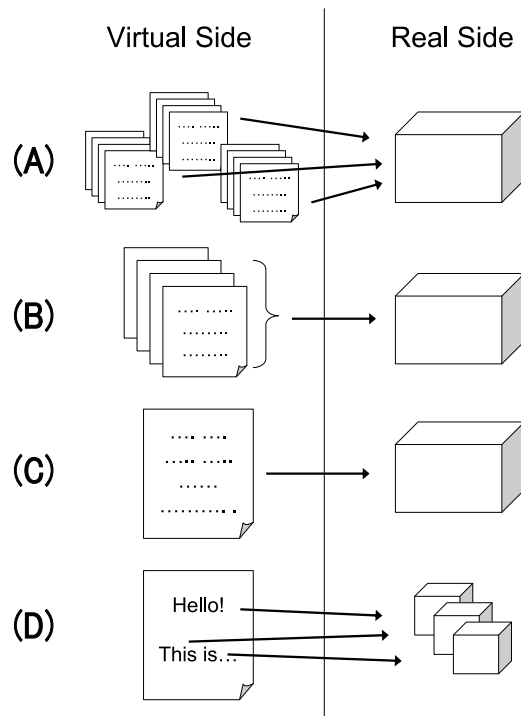 Virtual Side
Real Side
(A)
(B)
(C)
(D)
Hello!
This is…